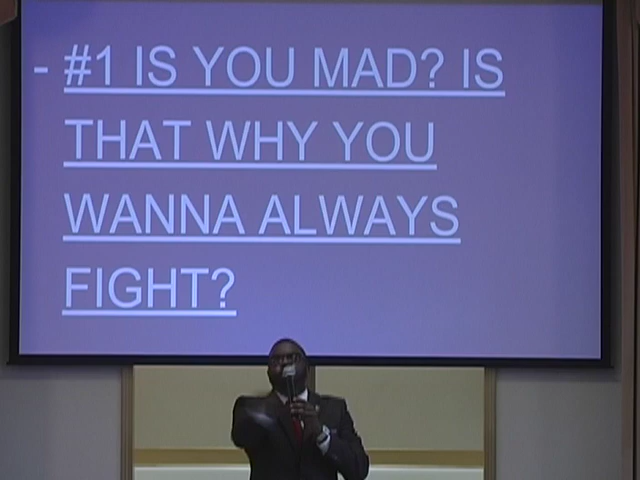 - #1 IS YOU MAD? IS
THAT WHY YOU
WANNA ALWAYS
FIGHT?